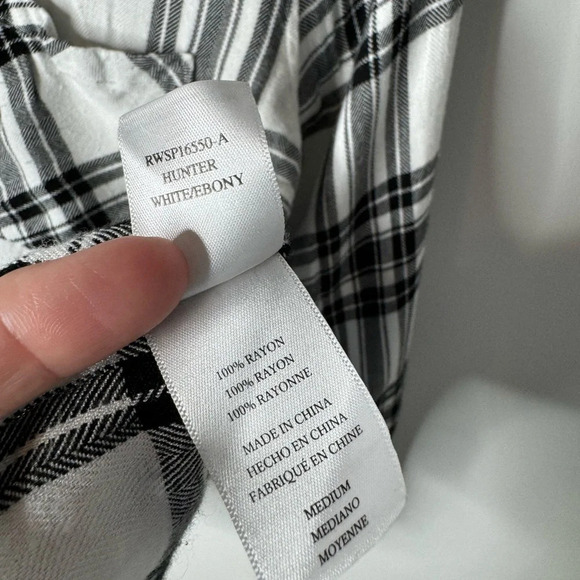 RWSP16550-A
HUNTER
WHITE/EBONY
100% RAYON
100% RAYON
100% RAYONNE
MADE IN CHINA
HECHO EN CHINA
FABRIQUÉ EN CHINE
MEDIUM
MEDIANO
MOYENNE